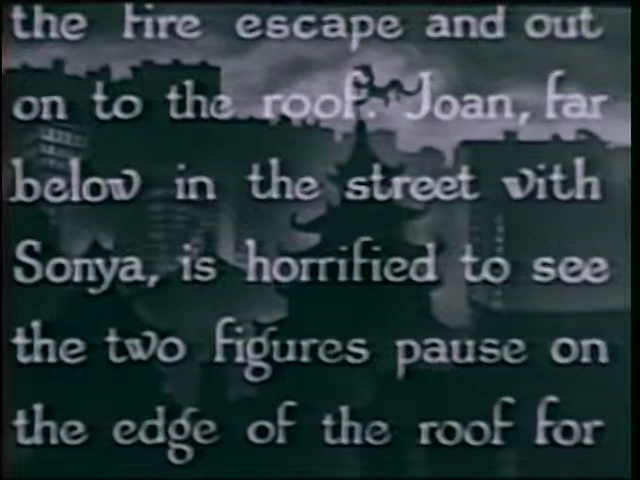 the fire escape and out
on to the roof. Joan, far
below in the street with
Sonya, is horrified to see
the two figures pause on
the edge of the roof for